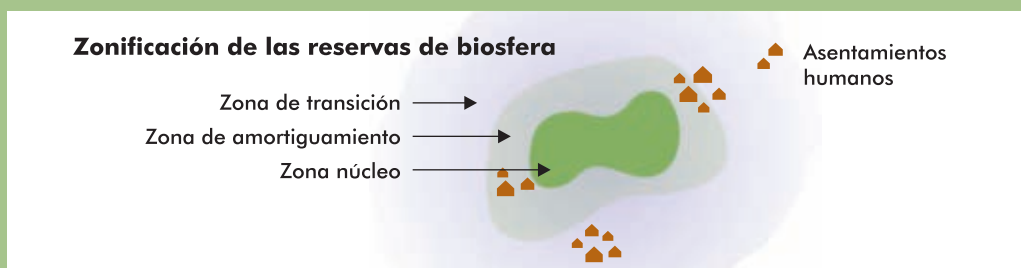 Zonificación de las reservas de biosfera
Asentamientos
humanos
Zona de transición
Zona de amortiguamiento
Zona núcleo